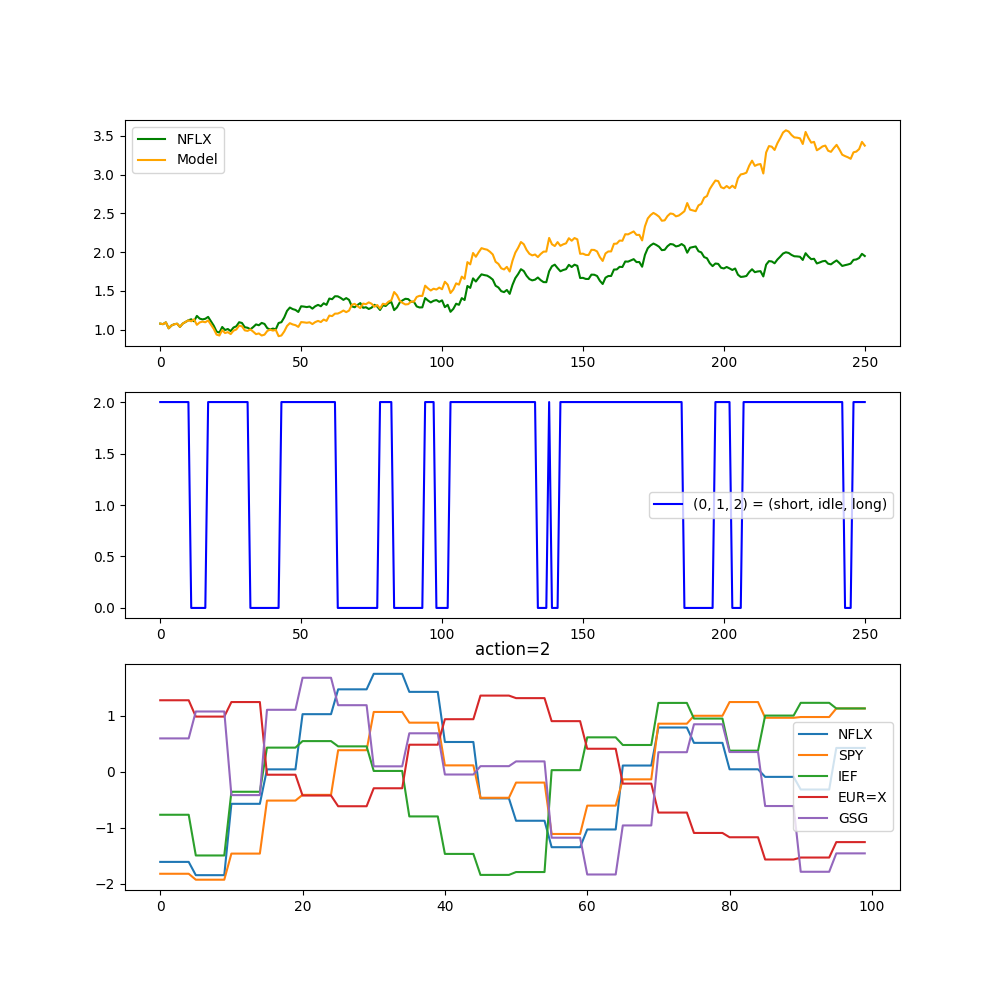 3.5
3.0
2.5
2.0
1.5
1.0
NFLX
Model
0 50 100 150 200 250
2.0
1.5
1.0
0.5
0.0
(0, 1, 2) = (short, idle, long)
0 50 100 150 200 250
action=2
1
0
−1
−2
NFLX
SPY
IEF
EUR=X
GSG
0 20 40 60 80 100